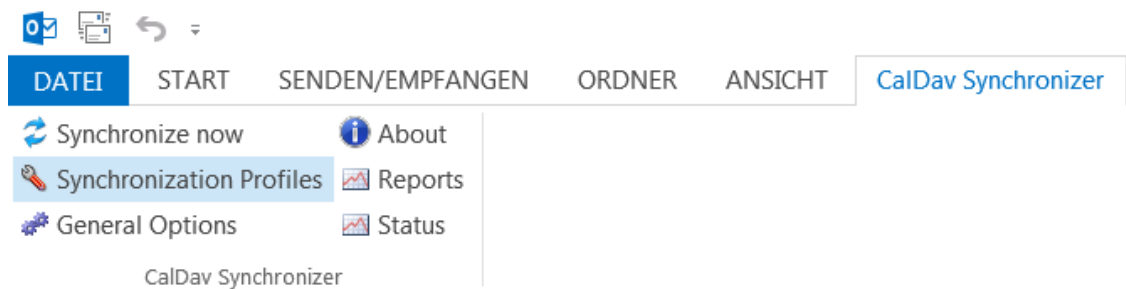 DATEI START SENDEN/EMPFANGEN ORDNER ANSICHT CalDav Synchronizer
Synchronize now About
Synchronization Profiles Reports
General Options Status
CalDav Synchronizer